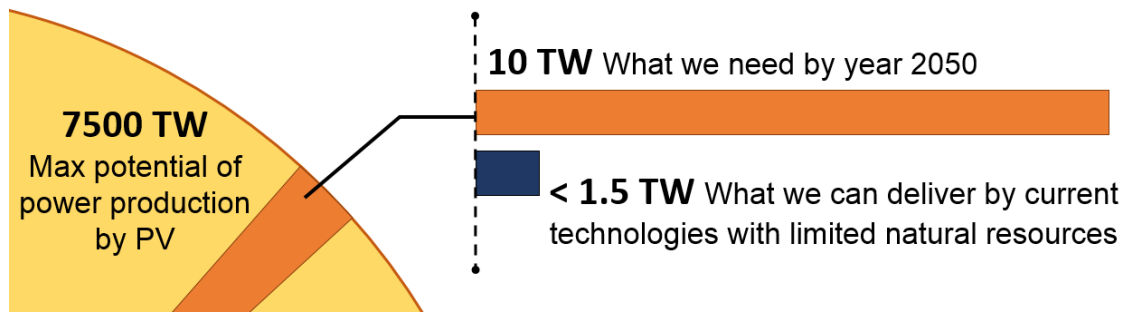 7500 TW
Max potential of
power production
by PV
10 TW What we need by year 2050
< 1.5 TW What we can deliver by current
technologies with limited natural resources